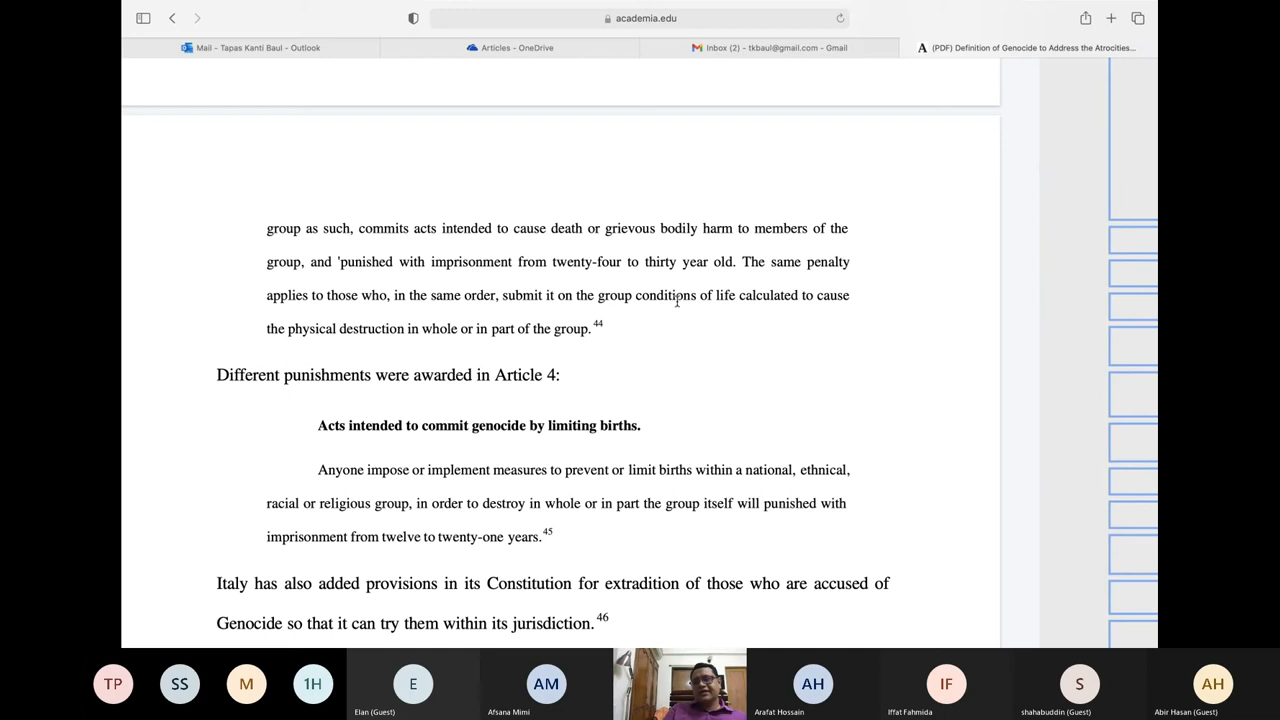 academia.edu
Mail - Tapas Kanti Baul - Outlook
Articles - OneDrive
Inbox (2) - tkbaul@gmail.com - Gmail
A (PDF) Definition of Genocide to Address the Atrocities...
group as such, commits acts intended to cause death or grievous bodily harm to members of the
group, and 'punished with imprisonment from twenty-four to thirty year old. The same penalty
applies to those who, in the same order, submit it on the group conditions of life calculated to cause
the physical destruction in whole or in part of the group. 44
Different punishments were awarded in Article 4:
Acts intended to commit genocide by limiting births.
Anyone impose or implement measures to prevent or limit births within a national, ethnical,
racial or religious group, in order to destroy in whole or in part the group itself will punished with
imprisonment from twelve to twenty-one years. 45
Italy has also added provisions in its Constitution for extradition of those who are accused of
Genocide so that it can try them within its jurisdiction. 46
TP
SS
M
1H
E
Elan (Guest)
AM
Afsana Mimi
AH
Arafat Hossain
IF
Iffat Fahmida
S
shahabuddin (Guest)
AH
Abir Hasan (Guest)